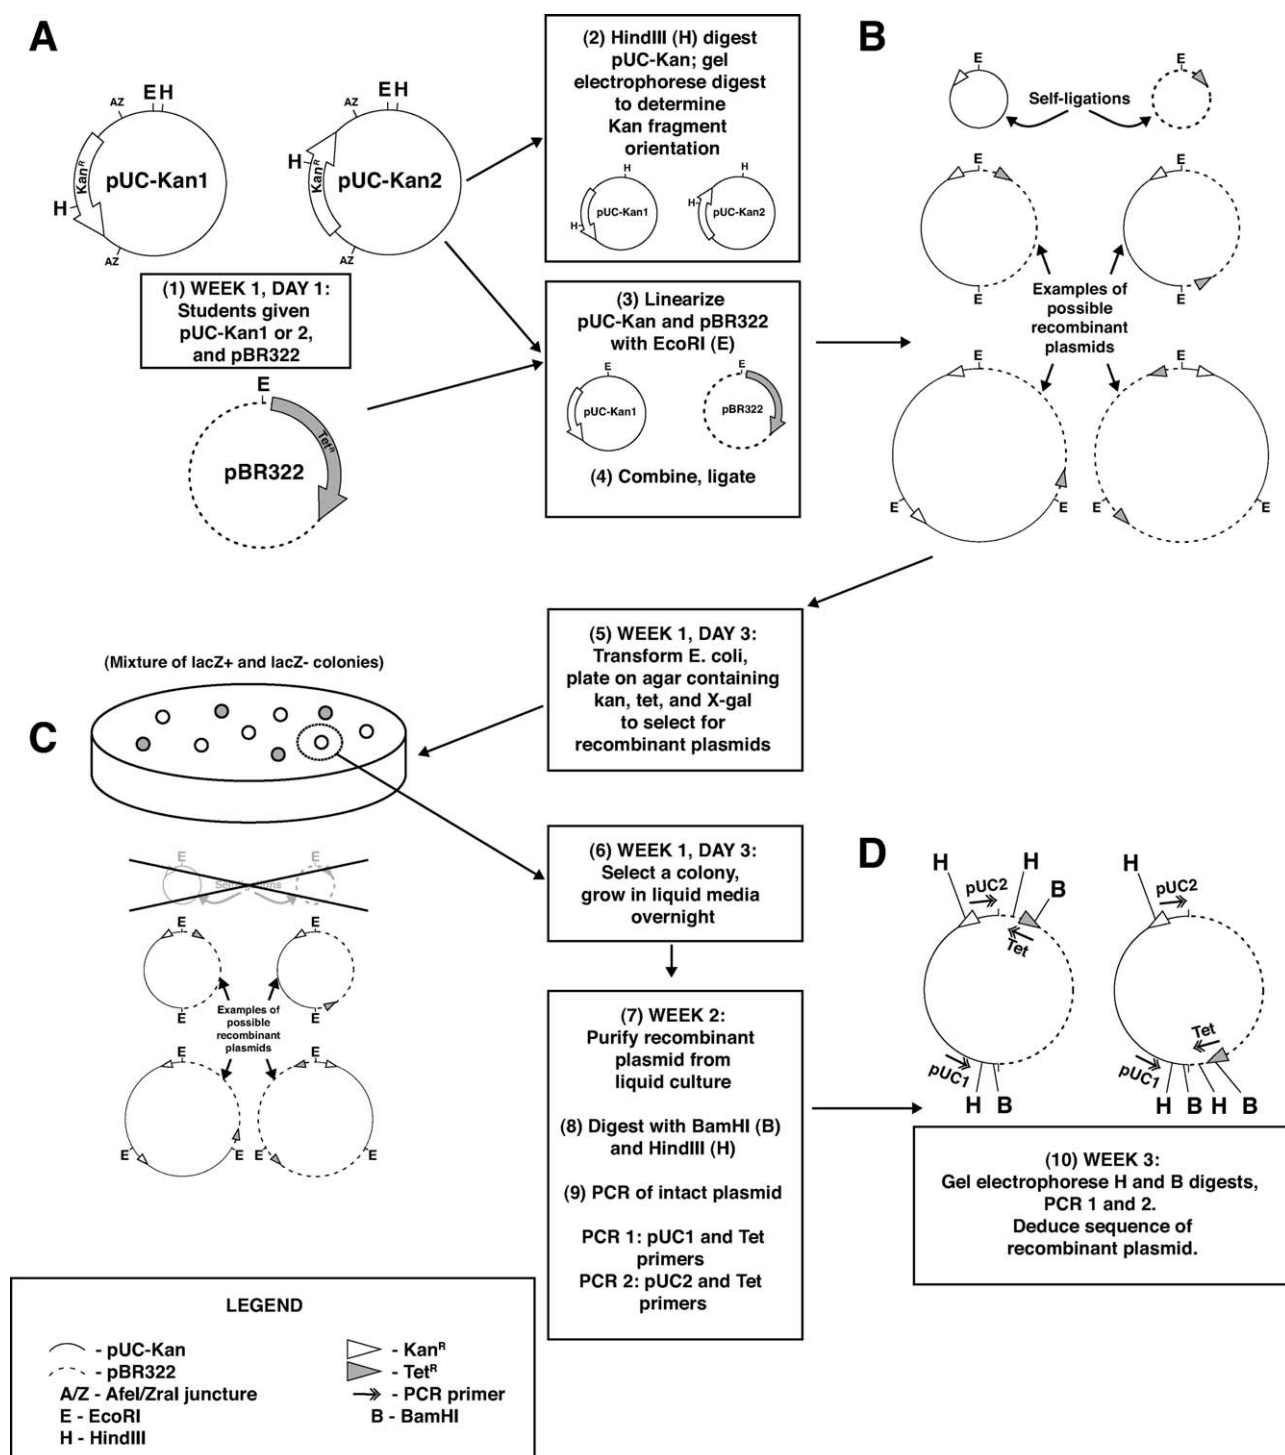 A
AZ
E H
Kan^R
pUC-Kan1
H
AZ
AZ
E H
H
Kan^R
pUC-Kan2
AZ
(1) WEEK 1, DAY 1:
Students given
pUC-Kan1 or 2,
and pBR322
E
Tet^R
pBR322
(2) HindIII (H) digest
pUC-Kan; gel
electrophorese digest
to determine
Kan fragment
orientation
H
pUC-Kan1
H
H
H
pUC-Kan2
(3) Linearize
pUC-Kan and pBR322
with EcoRI (E)
E
pUC-Kan1
E
pBR322
(4) Combine, ligate
B
E
E
Self-ligations
E
E
E
E
Examples of
possible
recombinant
plasmids
E
E
E
E
E
E
(5) WEEK 1, DAY 3:
Transform E. coli,
plate on agar containing
kan, tet, and X-gal
to select for
recombinant plasmids
(Mixture of lacZ+ and lacZ- colonies)
C
E
E
Self-ligations
E
E
E
E
Examples of
possible
recombinant
plasmids
E
E
E
E
E
E
(6) WEEK 1, DAY 3:
Select a colony,
grow in liquid media
overnight
(7) WEEK 2:
Purify recombinant
plasmid from
liquid culture
(8) Digest with BamHI (B)
and HindIII (H)
(9) PCR of intact plasmid
PCR 1: pUC1 and Tet
primers
PCR 2: pUC2 and Tet
primers
D
H
pUC2
H
B
Tet
pUC1
H B
H
pUC2
Tet
pUC1
H B H B
(10) WEEK 3:
Gel electrophorese H and B digests,
PCR 1 and 2.
Deduce sequence of
recombinant plasmid.
LEGEND
- pUC-Kan
- pBR322
A/Z - AfeI/ZraI juncture
E - EcoRI
H - HindIII
- Kan^R
- Tet^R
- PCR primer
B - BamHI